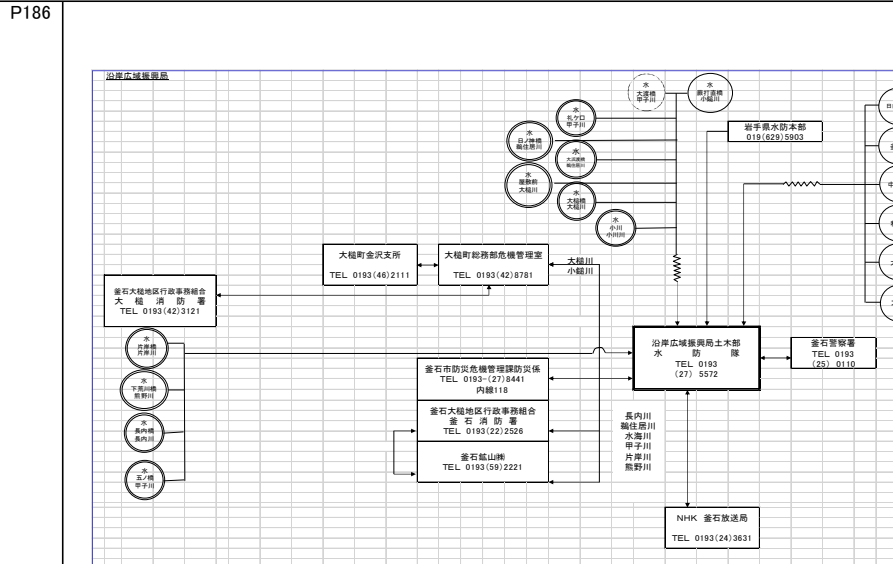 P186
沿岸広域振興局
水
大渡橋
甲子川
水
小鎚川
水
礼ケ口
甲子川
水
日ノ神橋
鵜住居川
水
鵜住居川
水
屋敷前
大槌川
水
大槌橋
大槌川
水
小川
小川川
岩手県水防本部
019(629)5903
大槌町金沢支所
TEL 0193(46)2111
大槌町総務部危機管理室
TEL 0193(42)8781
大槌川
小鎚川
釜石大槌地区行政事務組合
大 槌 消 防 署
TEL 0193(42)3121
水
片岸橋
片岸川
水
下荒川橋
熊野川
水
長内橋
長内川
水
五ノ橋
甲子川
釜石市防災危機管理課防災係
TEL 0193-(27)8441
内線118
釜石大槌地区行政事務組合
釜 石 消 防 署
TEL 0193(22)2526
釜石鉱山㈱
TEL 0193(59)2221
沿岸広域振興局土木部
水 防 隊
TEL 0193
(27) 5572
釜石警察署
TEL 0193
(25) 0110
長内川
鵜住居川
水海川
甲子川
片岸川
熊野川
NHK 釜石放送局
TEL 0193(24)3631